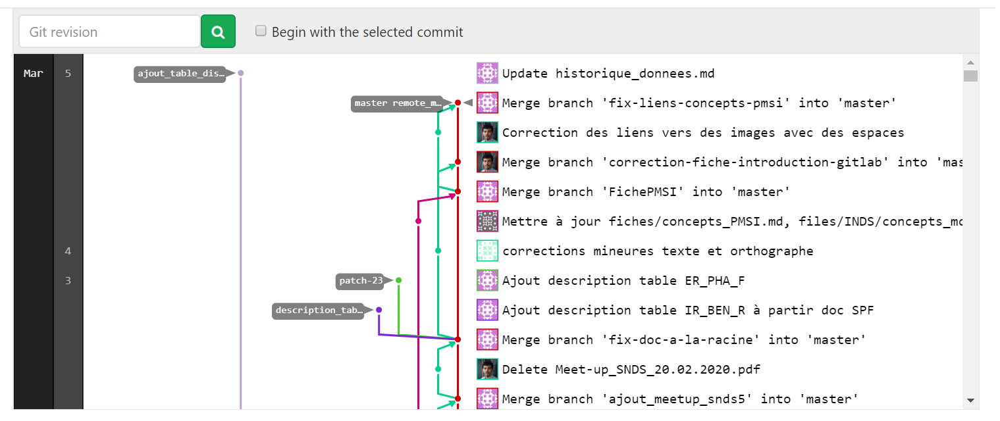 Git revision Begin with the selected commit
Mar 5 ajout_table_dis… Update historique_donnees.md
master remote_m… Merge branch 'fix-liens-concepts-pmsi' into 'master'
Correction des liens vers des images avec des espaces
Merge branch 'correction-fiche-introduction-gitlab' into 'mas
Merge branch 'FichePMSI' into 'master'
Mettre à jour fiches/concepts_PMSI.md, files/INDS/concepts_mc
4 corrections mineures texte et orthographe
3 patch-23 Ajout description table ER_PHA_F
description_tab… Ajout description table IR_BEN_R à partir doc SPF
Merge branch 'fix-doc-a-la-racine' into 'master'
Delete Meet-up_SNDS_20.02.2020.pdf
Merge branch 'ajout_meetup_snds5' into 'master'